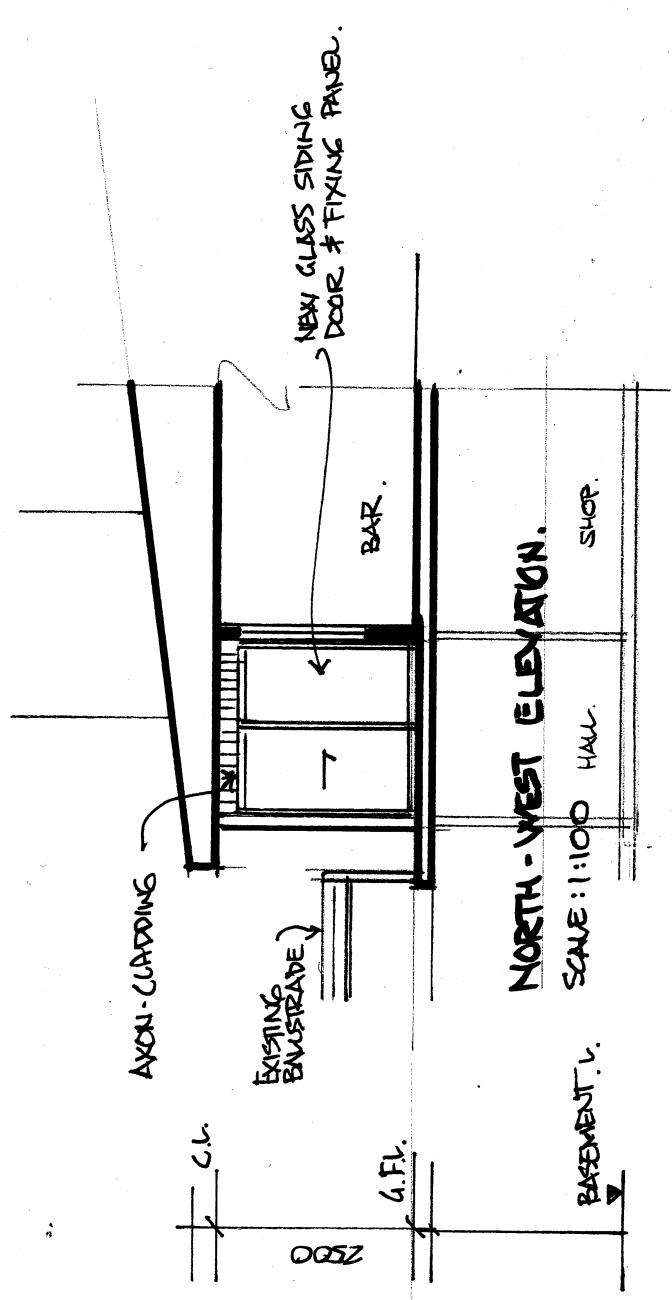 NEW GLASS SIDING
DOOR & FIXING PANEL.
AXON-CLADDING
EXISTING
BALUSTRADE
BAR.
C.L.
G.F.L.
2500
HALL.
SHOP.
BASEMENT L.
NORTH-WEST ELEVATION.
SCALE: 1:100